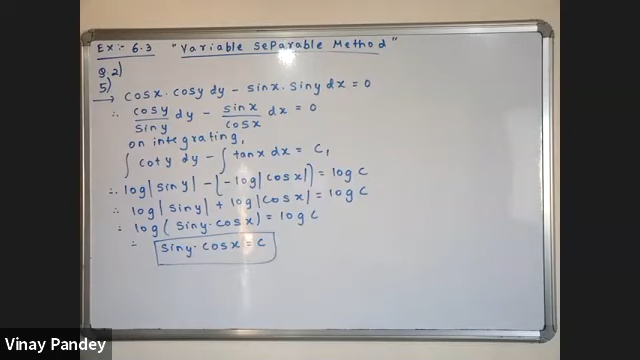 Ex:- 6.3 "Variable Separable Method"
Q.2)
5)
→ cosx.cosy dy - sinx.siny dx = 0
∴ cosy/siny dy - sinx/cosx dx = 0
on integrating,
∫ coty dy - ∫ tanx dx = C₁
∴ log|siny| - (-log|cosx|) = log C
∴ log|siny| + log|cosx| = log C
∴ log(siny.cosx) = log C
∴ siny.cosx = C
Vinay Pandey